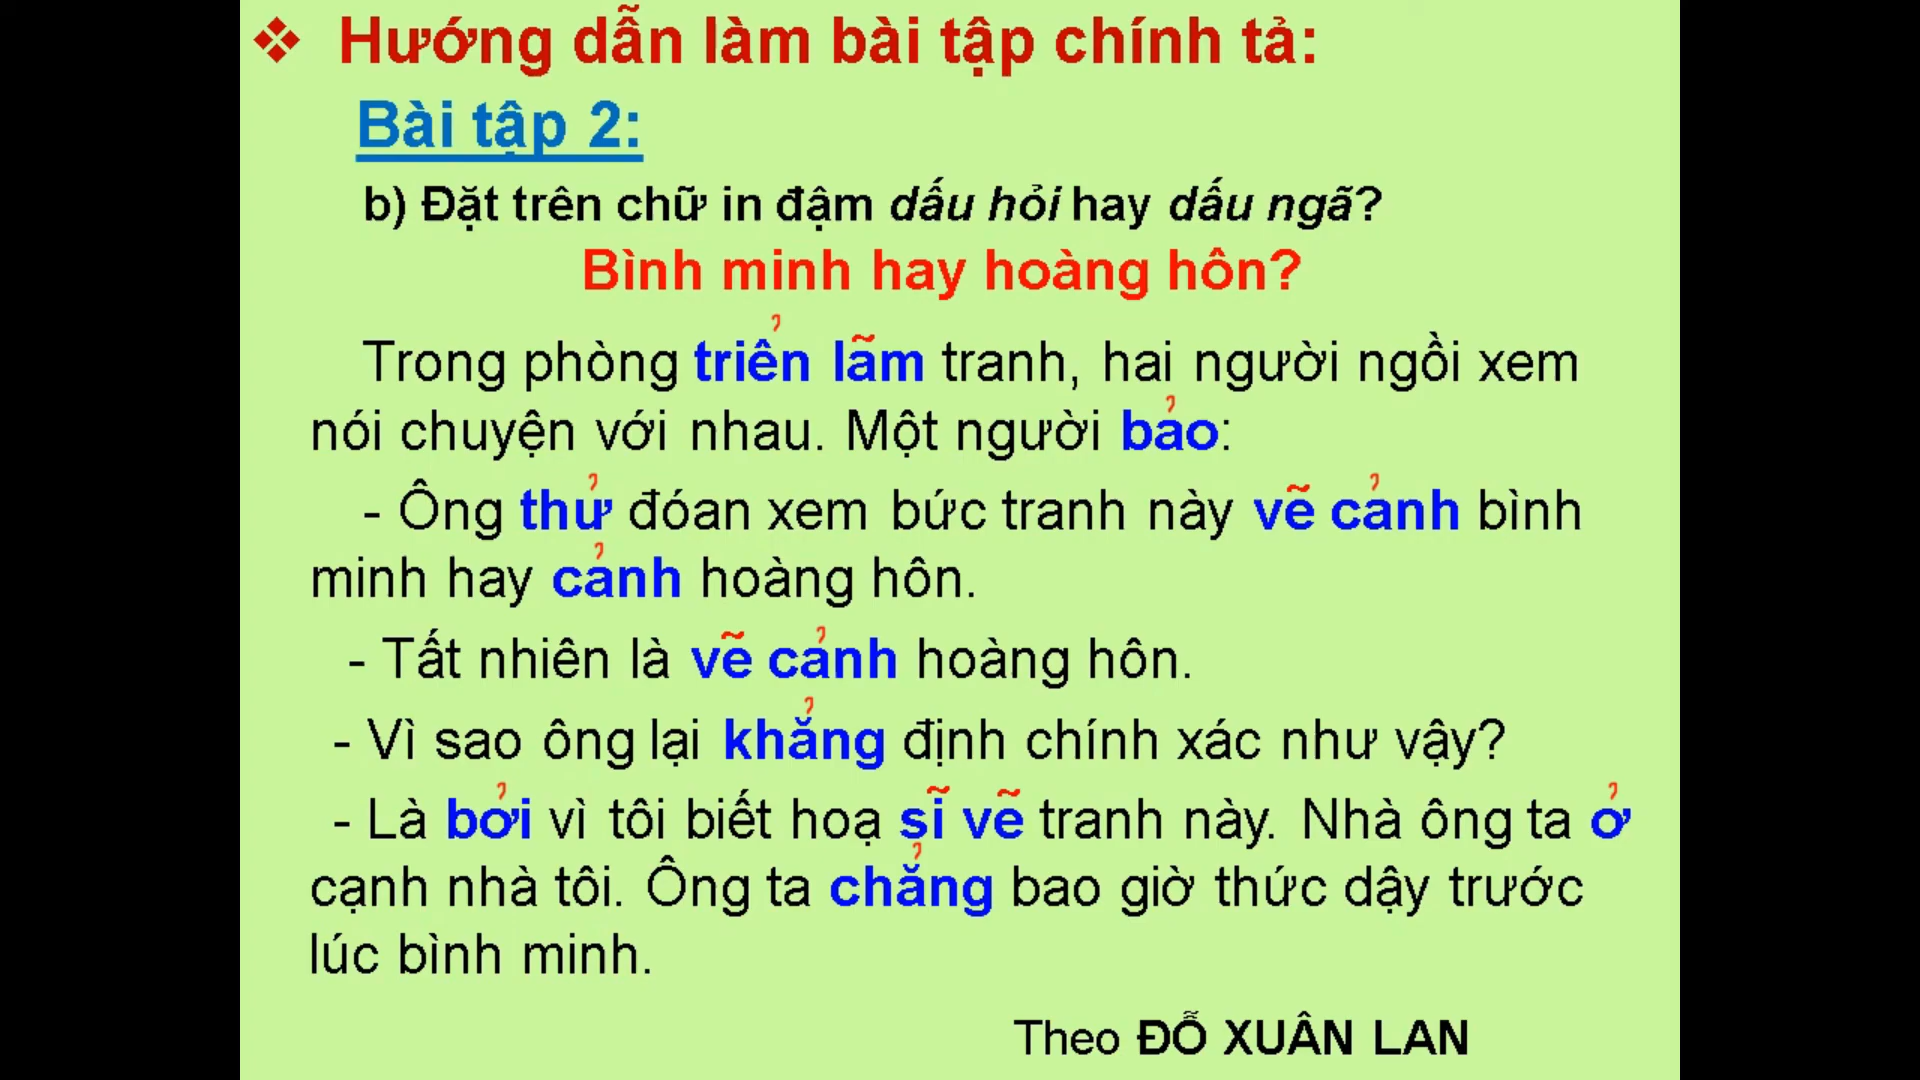 ❖ Hướng dẫn làm bài tập chính tả:
Bài tập 2:
b) Đặt trên chữ in đậm dấu hỏi hay dấu ngã?
Bình minh hay hoàng hôn?
Trong phòng triển lãm tranh, hai người ngồi xem
nói chuyện với nhau. Một người bảo:
- Ông thử đóan xem bức tranh này vẽ cảnh bình
minh hay cảnh hoàng hôn.
- Tất nhiên là vẽ cảnh hoàng hôn.
- Vì sao ông lại khẳng định chính xác như vậy?
- Là bởi vì tôi biết hoạ sĩ vẽ tranh này. Nhà ông ta ở
cạnh nhà tôi. Ông ta chẳng bao giờ thức dậy trước
lúc bình minh.
Theo ĐỖ XUÂN LAN